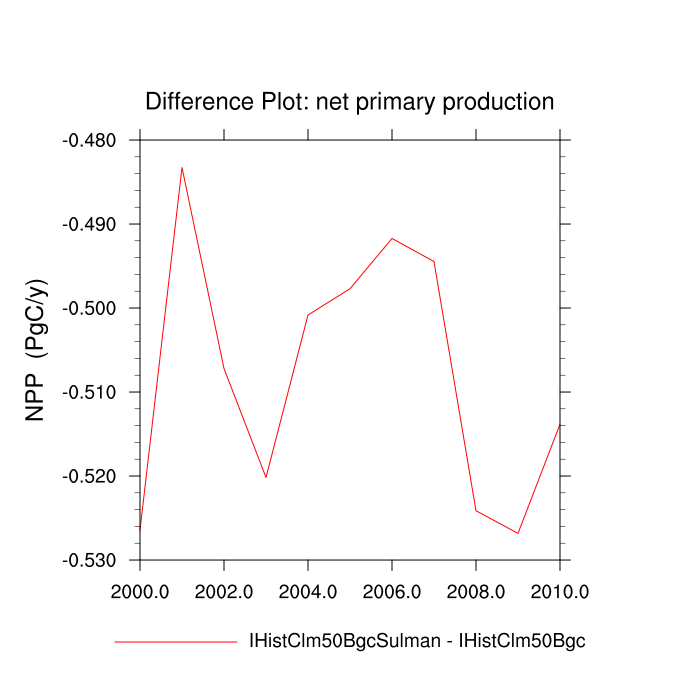 Difference Plot: net primary production
-0.480
-0.490
-0.500
-0.510
-0.520
-0.530
NPP (PgC/y)
2000.0 2002.0 2004.0 2006.0 2008.0 2010.0
IHistClm50BgcSulman - IHistClm50Bgc